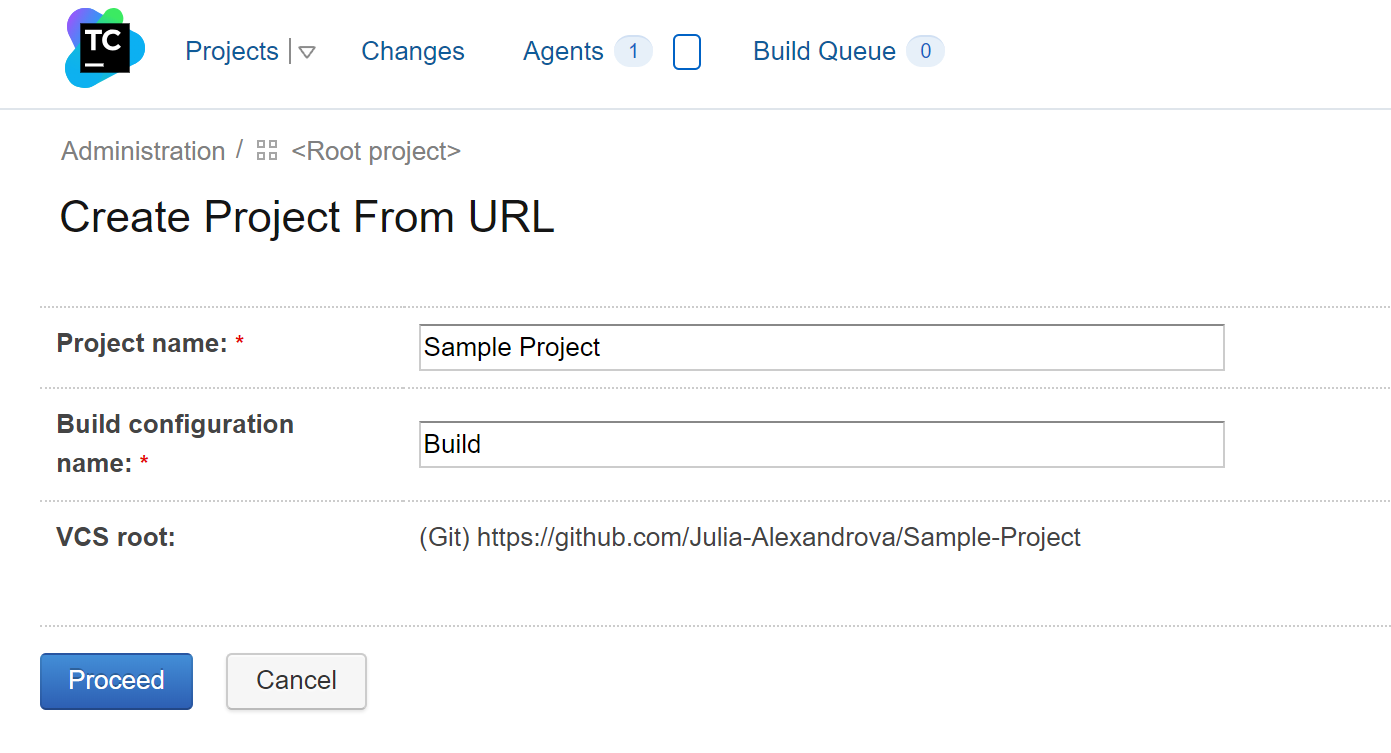 TC
Projects Changes Agents 1 Build Queue 0
Administration / <Root project>
Create Project From URL
Project name: *
Sample Project
Build configuration
name: *
Build
VCS root:
(Git) https://github.com/Julia-Alexandrova/Sample-Project
Proceed Cancel